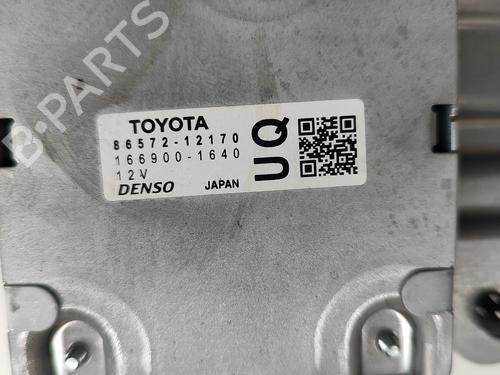 TOYOTA
86572-12170
166900-1640
12V
DENSO JAPAN
UQ
B-PARTS